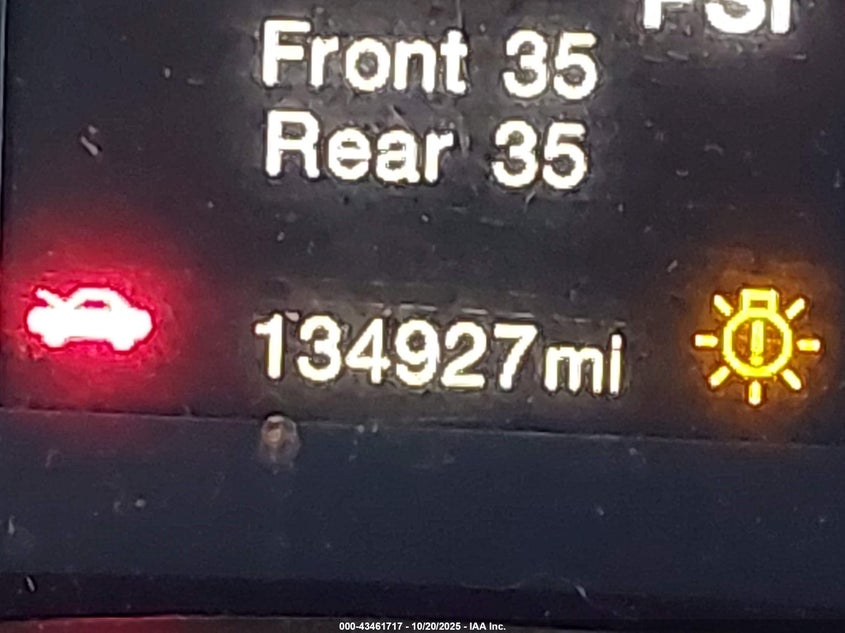 PSI
Front 35
Rear 35
134927mi
000-43461717 - 10/20/2025 - IAA Inc.